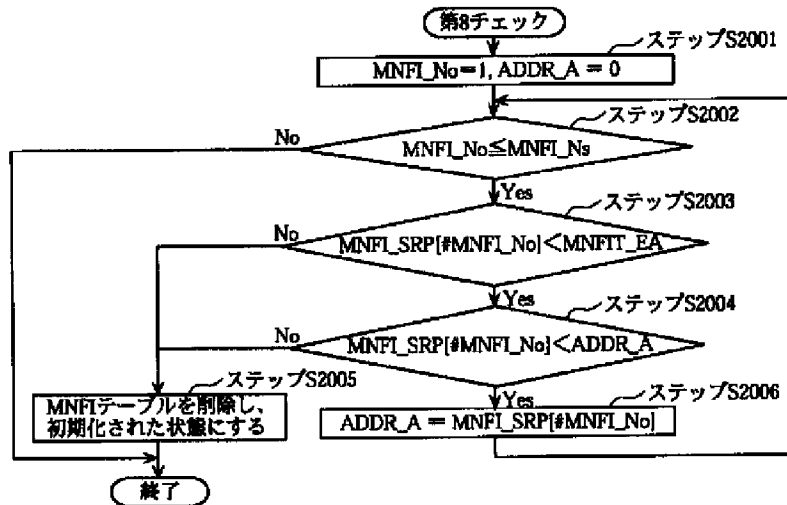 第8チェック
ステップS2001
MNFI_No=1, ADDR_A = 0
ステップS2002
No
MNFI_No≦MNFI_Ns
Yes
ステップS2003
No
MNFI_SRP[#MNFI_No]<MNFIT_EA
Yes
ステップS2004
No
MNFI_SRP[#MNFI_No]<ADDR_A
ステップS2005
Yes
ステップS2006
MNFIテーブルを削除し、
初期化された状態にする
ADDR_A = MNFI_SRP[#MNFI_No]
終了